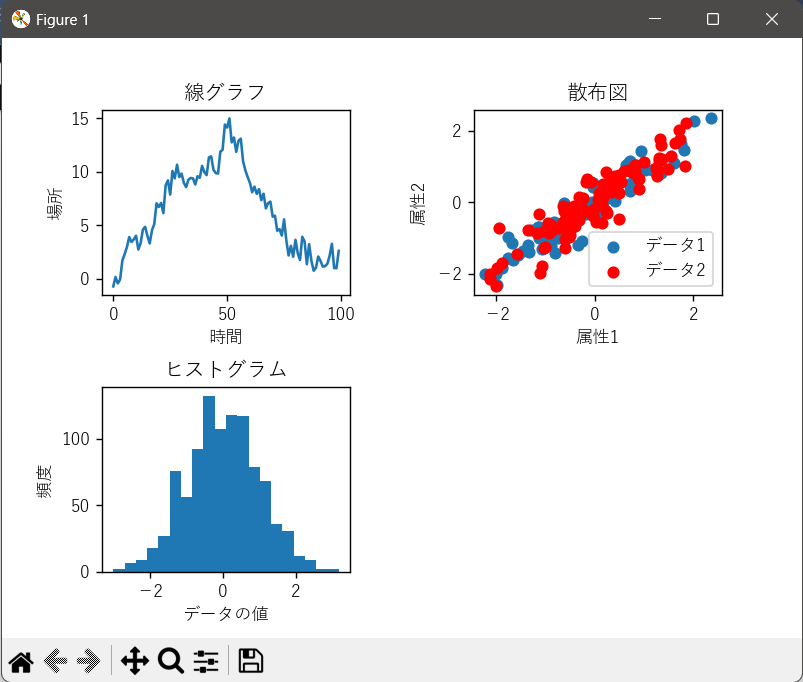 Figure 1
線グラフ
15
10
5
0
場所
0 50 100
時間
散布図
2
0
−2
属性2
データ1
データ2
−2 0 2
属性1
ヒストグラム
100
50
0
頻度
−2 0 2
データの値